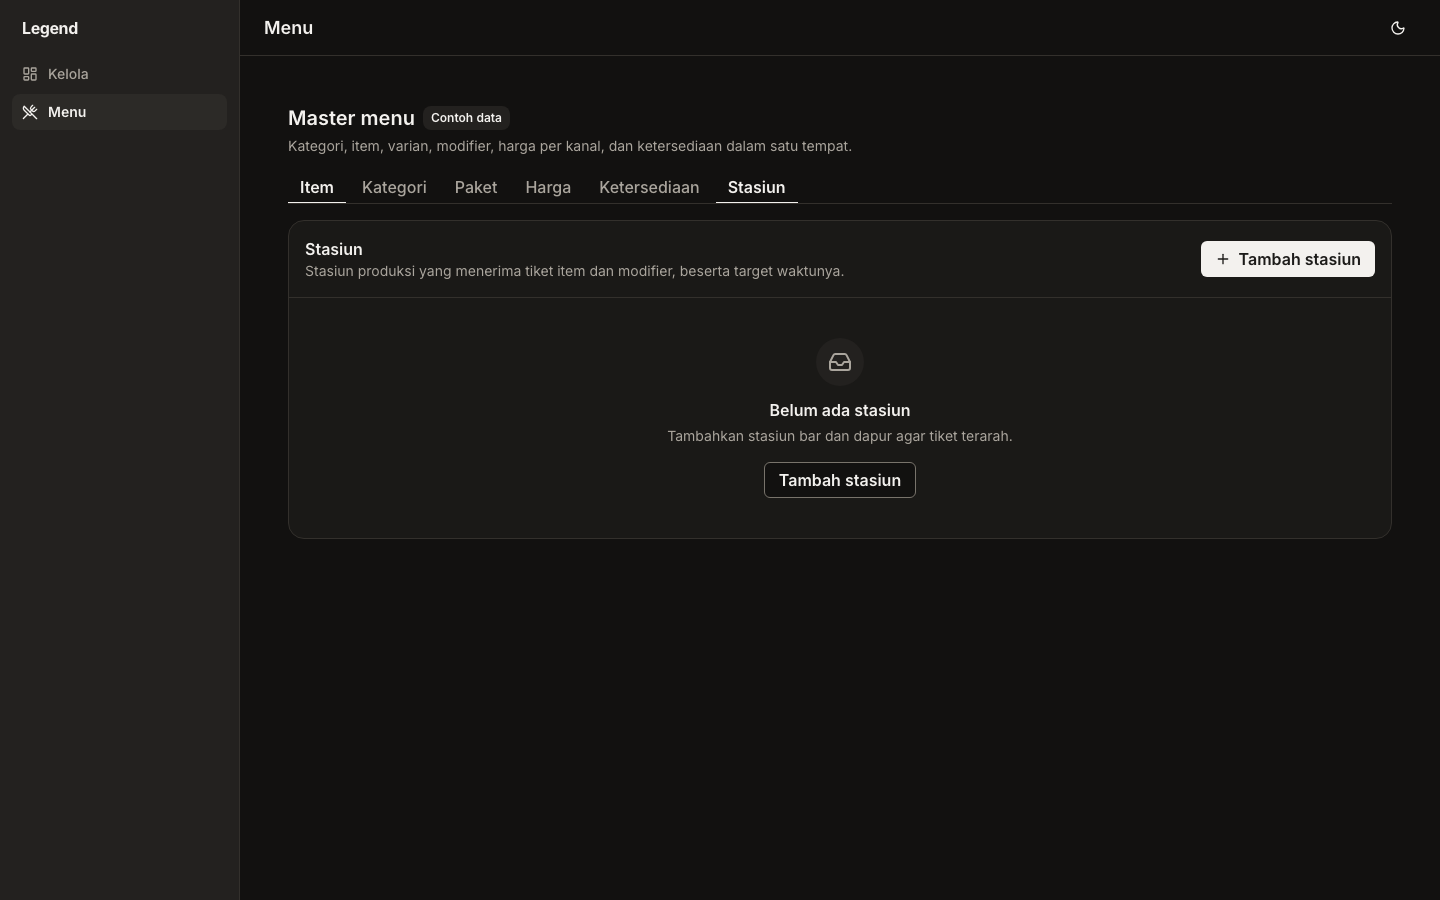 Legend
Menu
Kelola
Menu
Master menu
Contoh data
Kategori, item, varian, modifier, harga per kanal, dan ketersediaan dalam satu tempat.
Item
Kategori
Paket
Harga
Ketersediaan
Stasiun
Stasiun
Stasiun produksi yang menerima tiket item dan modifier, beserta target waktunya.
Tambah stasiun
Belum ada stasiun
Tambahkan stasiun bar dan dapur agar tiket terarah.
Tambah stasiun